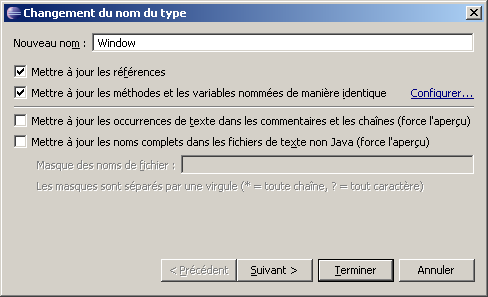 Changement du nom du type
Nouveau nom : Window
Mettre à jour les références
Mettre à jour les méthodes et les variables nommées de manière identique Configurer...
Mettre à jour les occurrences de texte dans les commentaires et les chaînes (force l'aperçu)
Mettre à jour les noms complets dans les fichiers de texte non Java (force l'aperçu)
Masque des noms de fichier :
Les masques sont séparés par une virgule (* = toute chaîne, ? = tout caractère)
< Précédent Suivant > Terminer Annuler